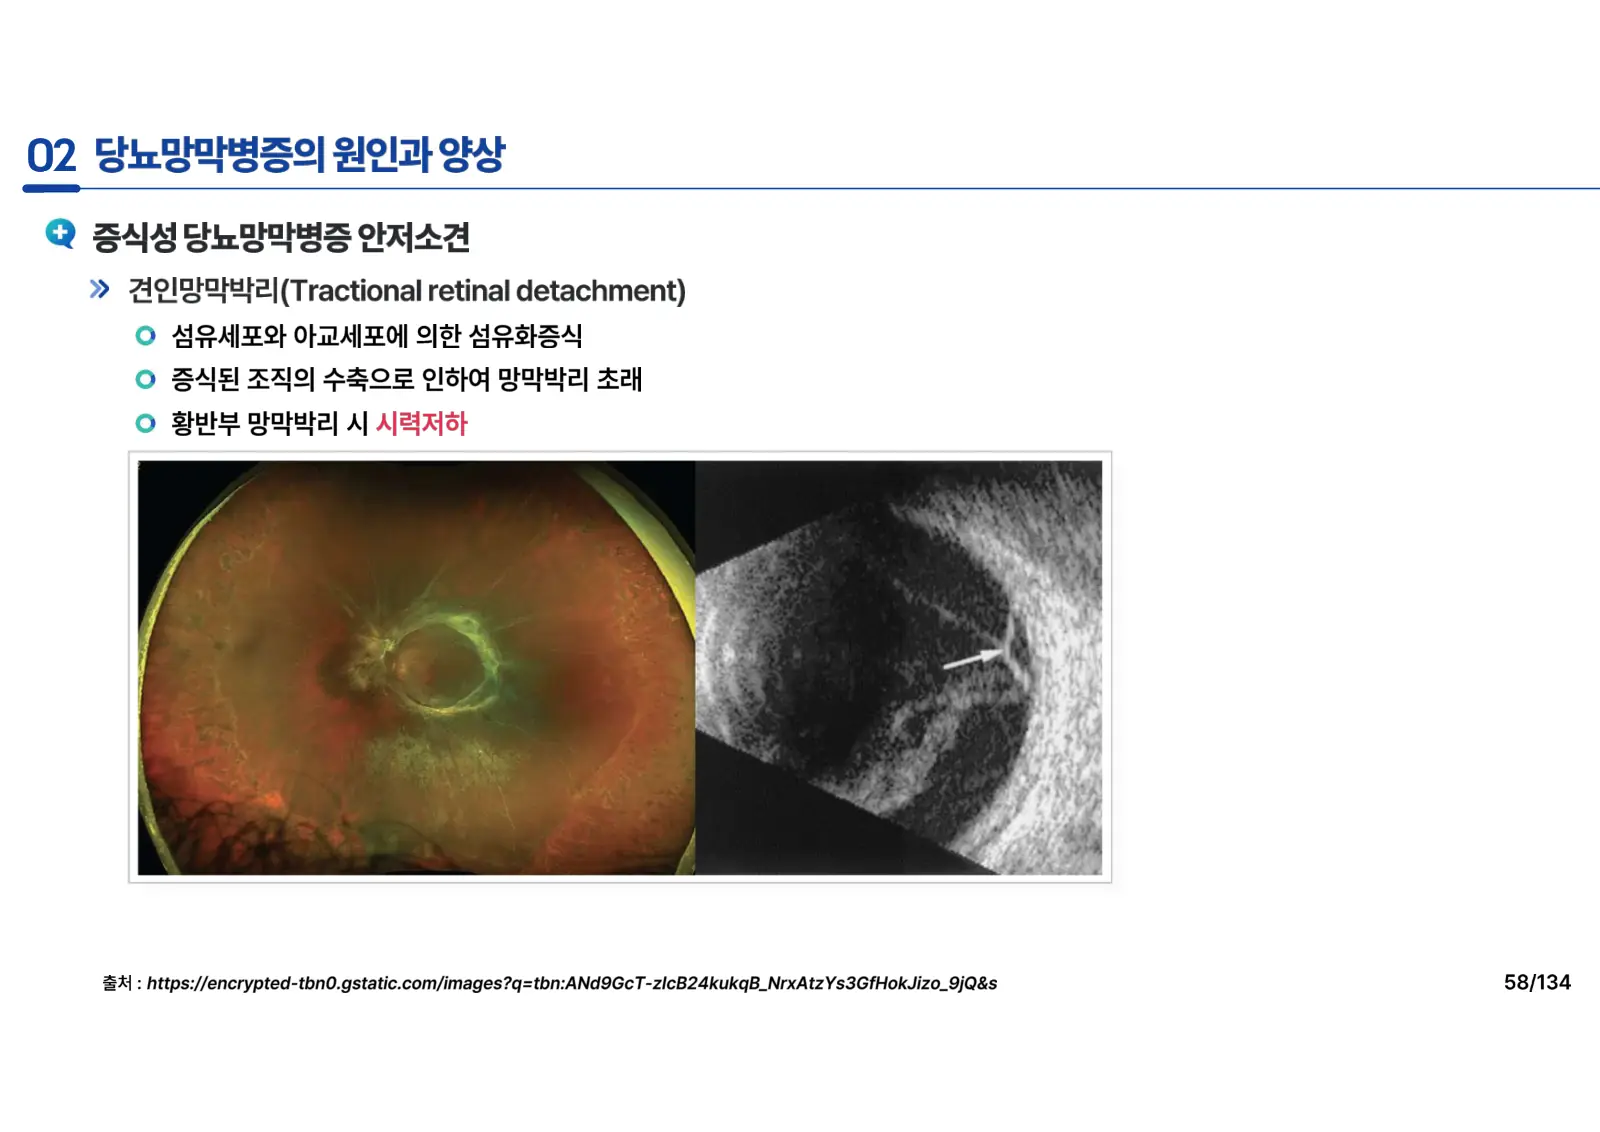 02 당뇨망막병증의 원인과 양상
증식성 당뇨망막병증 안저소견
견인망막박리(Tractional retinal detachment)
섬유세포와 아교세포에 의한 섬유화증식
증식된 조직의 수축으로 인하여 망막박리 초래
황반부 망막박리 시 시력저하
출처 : https://encrypted-tbn0.gstatic.com/images?q=tbn:ANd9GcT-zlcB24kukqB_NrxAtzYs3GfHokJizo_9jQ&s
58/134